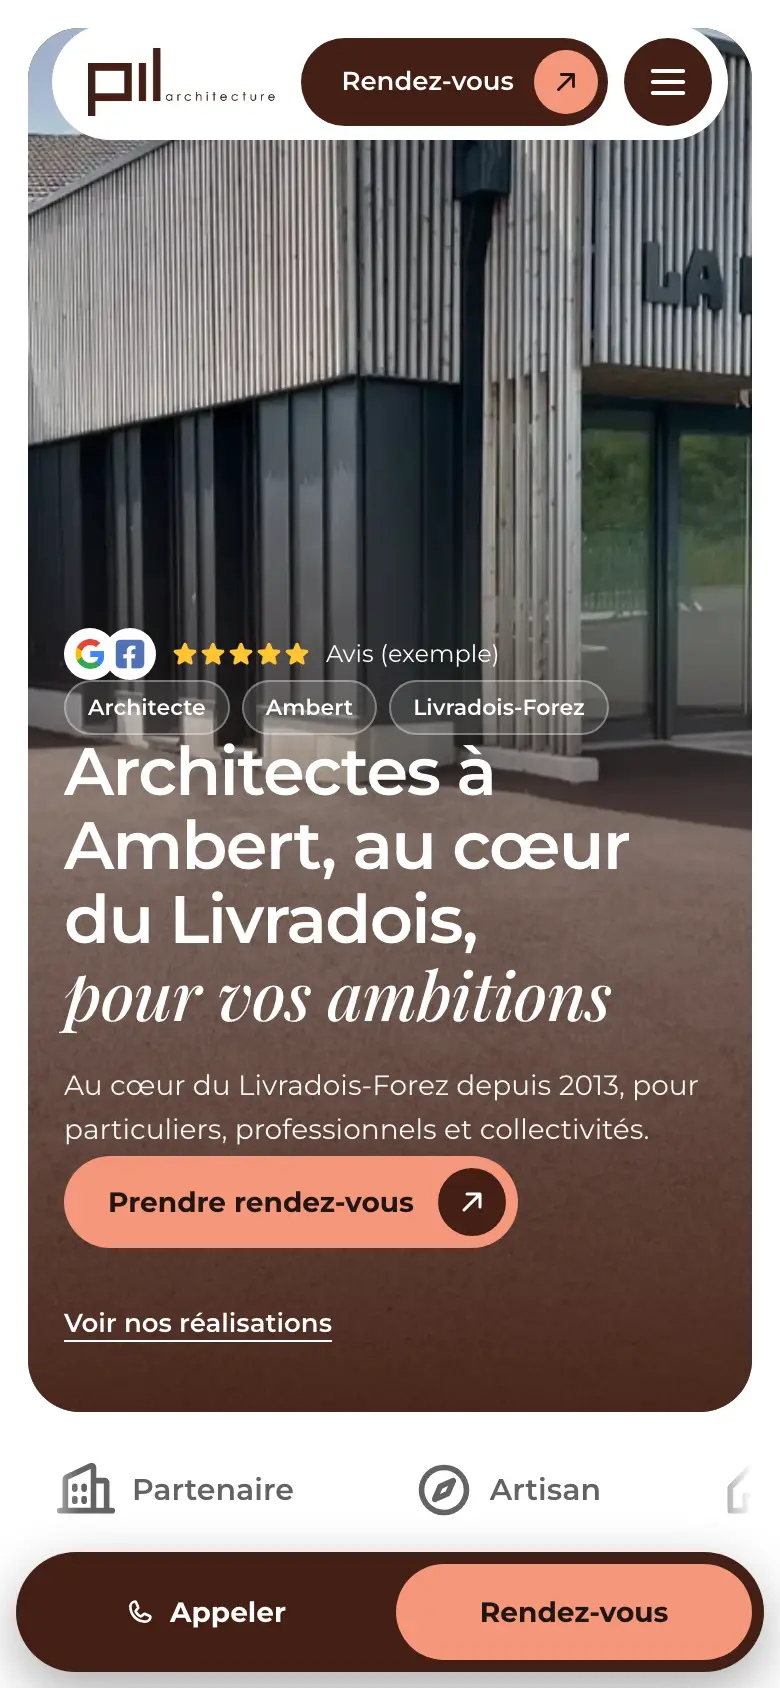 pil architecture
Rendez-vous
LA
Avis (exemple)
Architecte
Ambert
Livradois-Forez
Architectes à
Ambert, au cœur
du Livradois,
pour vos ambitions
Au cœur du Livradois-Forez depuis 2013, pour
particuliers, professionnels et collectivités.
Prendre rendez-vous
Voir nos réalisations
Partenaire
Artisan
Appeler
Rendez-vous